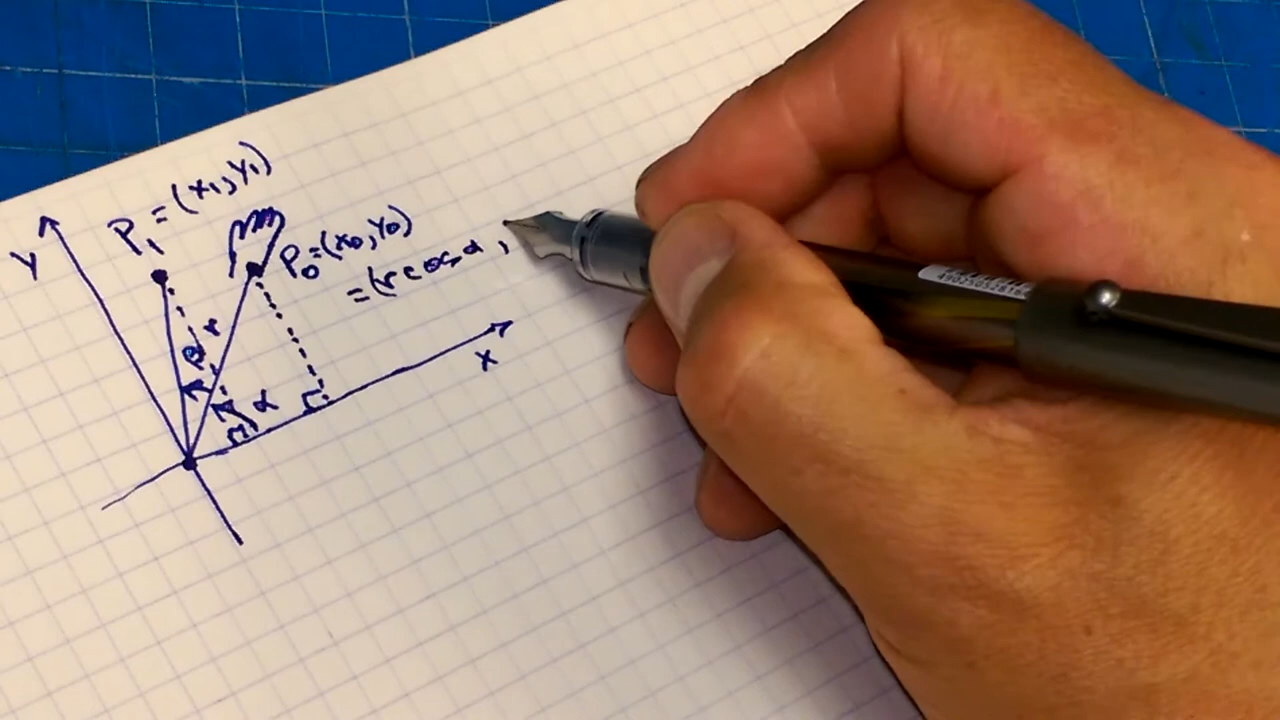 P₁=(x₁,y₁)
Y
P₀=(x₀,y₀)
=(r cos α,
r
θ
α
X